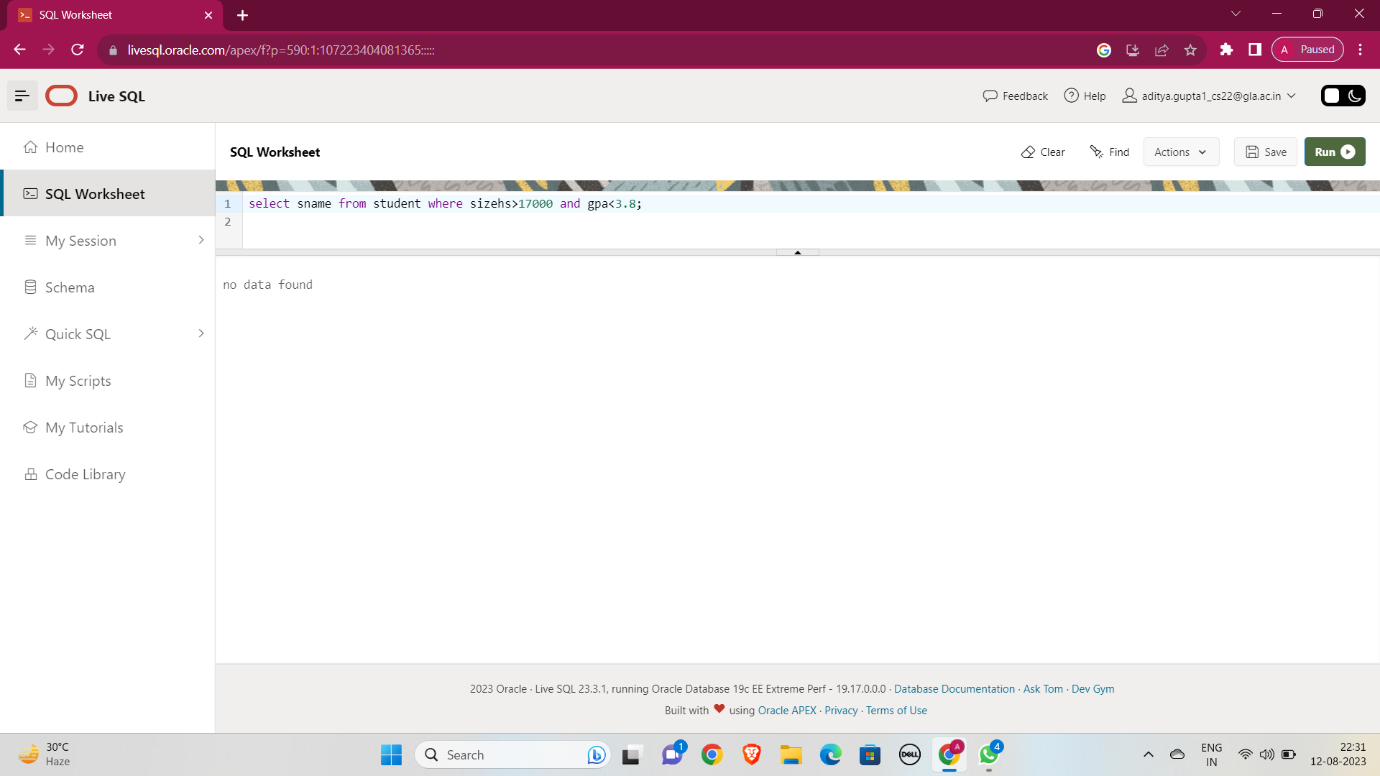 SQL Worksheet
livesql.oracle.com/apex/f?p=590:1:107223404081365:::::
A Paused
Live SQL
Feedback
Help
aditya.gupta1_cs22@gla.ac.in
Home
SQL Worksheet
My Session
Schema
Quick SQL
My Scripts
My Tutorials
Code Library
SQL Worksheet
Clear
Find
Actions
Save
Run
1 select sname from student where sizehs>17000 and gpa<3.8;
2
no data found
2023 Oracle · Live SQL 23.3.1, running Oracle Database 19c EE Extreme Perf - 19.17.0.0.0 · Database Documentation · Ask Tom · Dev Gym
Built with ❤ using Oracle APEX · Privacy · Terms of Use
30°C
Haze
Search
1
DELL
A
4
ENG
IN
22:31
12-08-2023